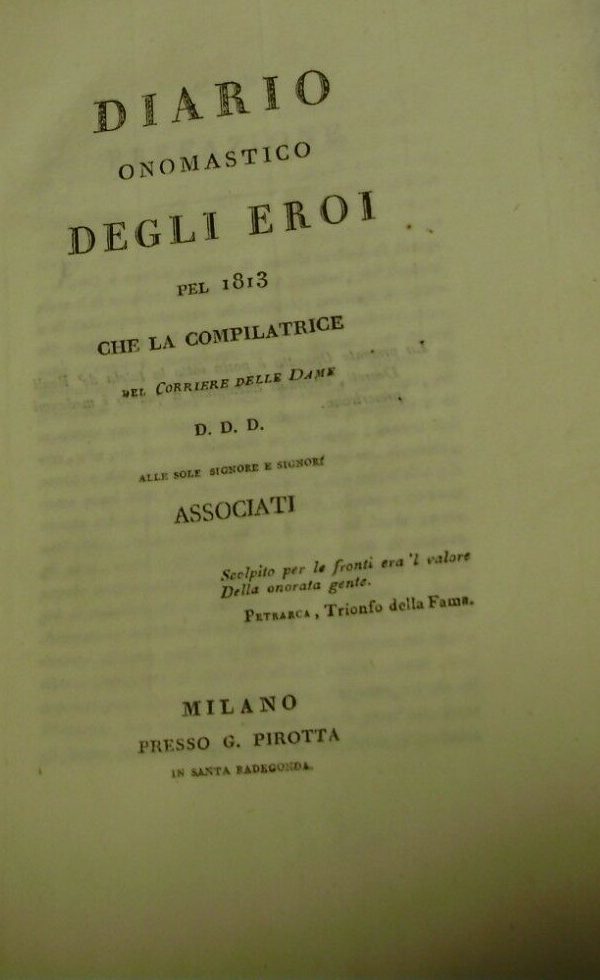 DIARIO
ONOMASTICO
DEGLI EROI
PEL 1813
CHE LA COMPILATRICE
DEL CORRIERE DELLE DAME
D. D. D.
ALLE SOLE SIGNORE E SIGNORI
ASSOCIATI
Scolpito per le fronti era 'l valore
Della onorata gente.
PETRARCA, Trionfo della Fama.
MILANO
PRESSO G. PIROTTA
IN SANTA RADEGONDA.